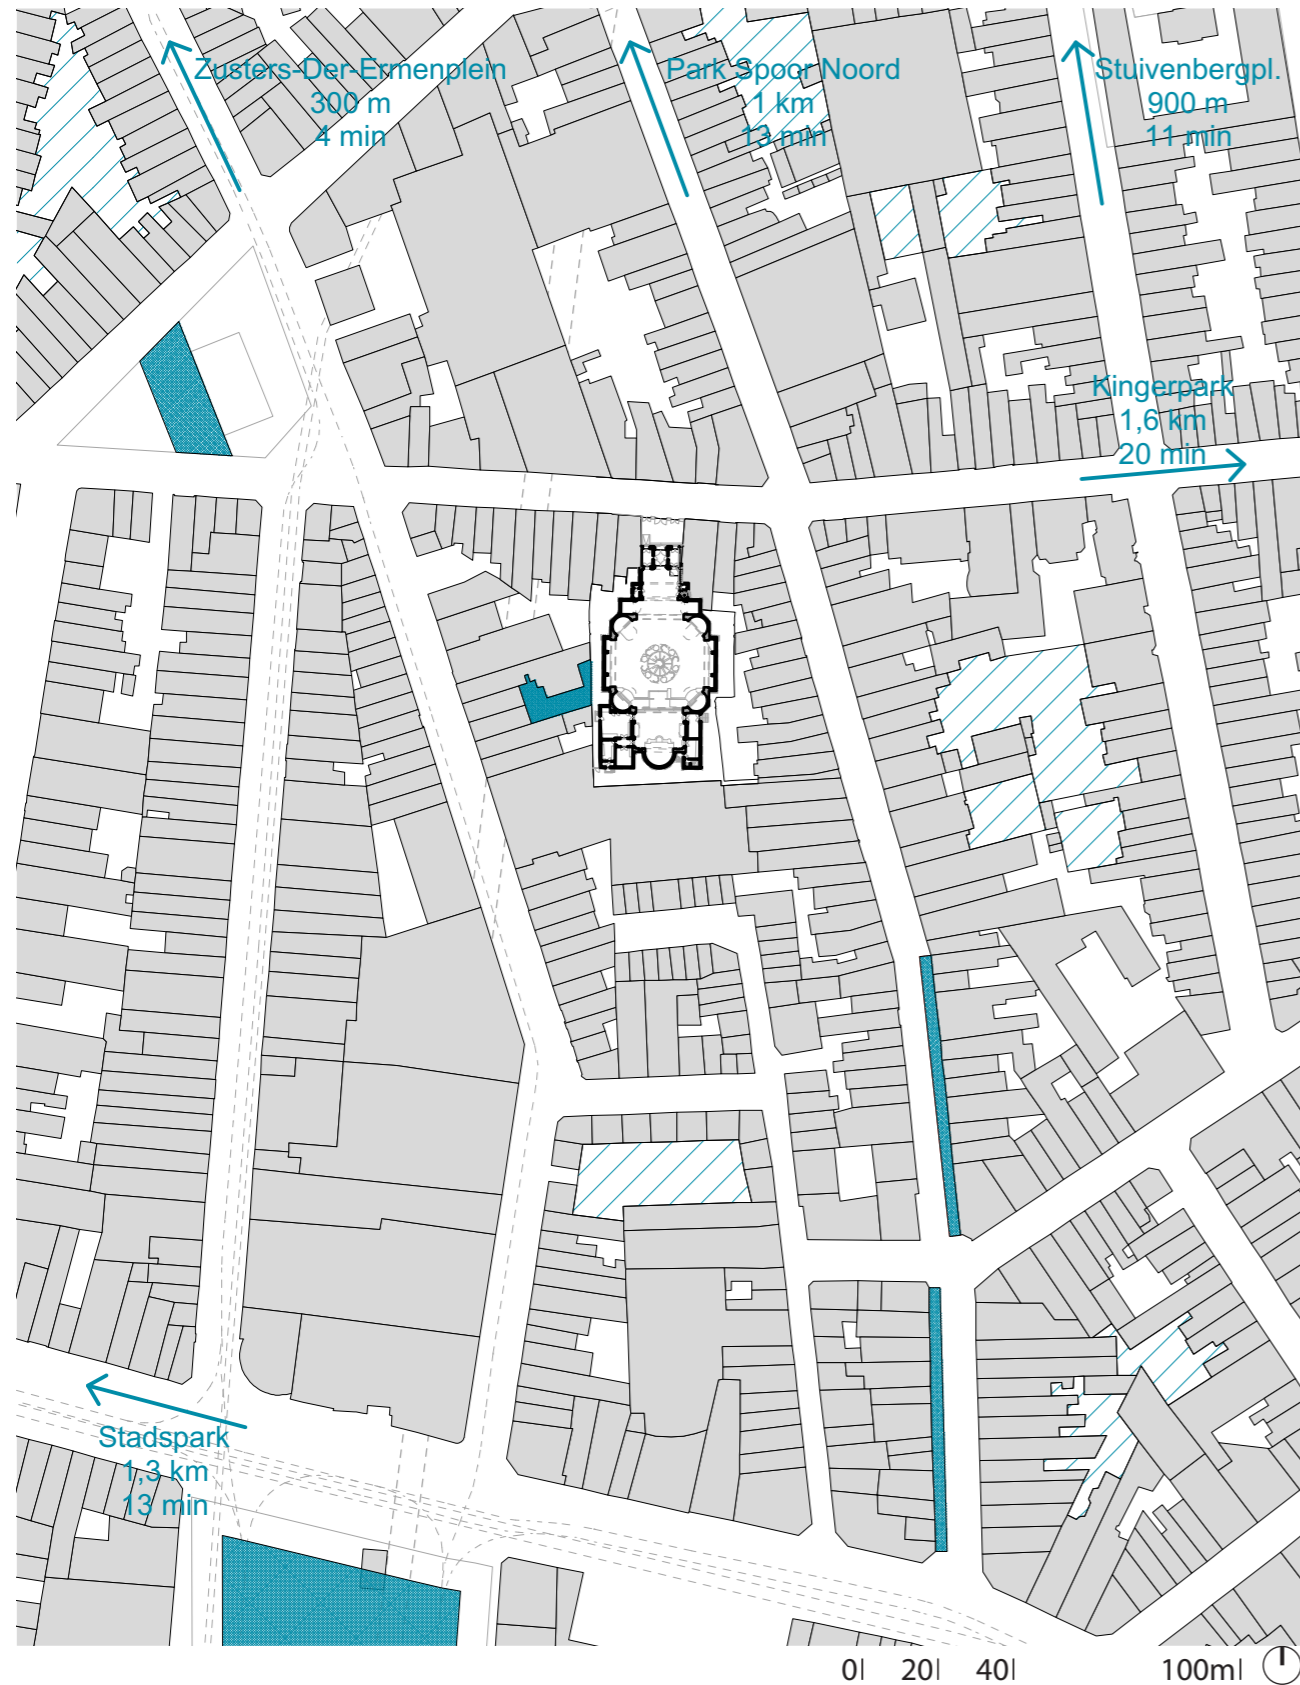 Zusters-Der-Ermenplein
300 m
4 min
Park Spoor Noord
1 km
13 min
Stuivenbergpl.
900 m
11 min
Kingerpark
1,6 km
20 min
Stadspark
1,3 km
13 min
0 20 40 100m